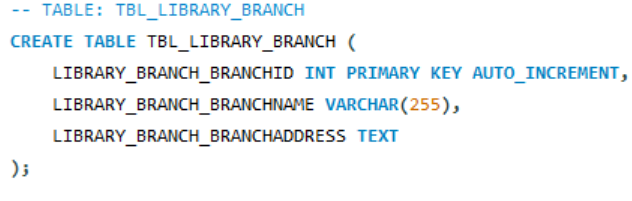 -- TABLE: TBL_LIBRARY_BRANCH
CREATE TABLE TBL_LIBRARY_BRANCH (
    LIBRARY_BRANCH_BRANCHID INT PRIMARY KEY AUTO_INCREMENT,
    LIBRARY_BRANCH_BRANCHNAME VARCHAR(255),
    LIBRARY_BRANCH_BRANCHADDRESS TEXT
);